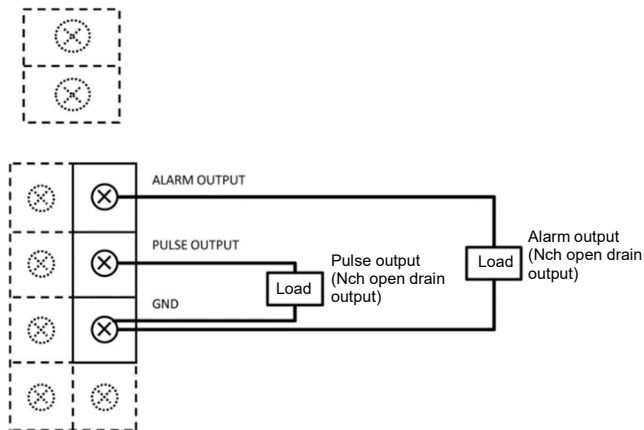 ALARM OUTPUT
PULSE OUTPUT
GND
Load
Pulse output
(Nch open drain
output)
Load
Alarm output
(Nch open drain
output)